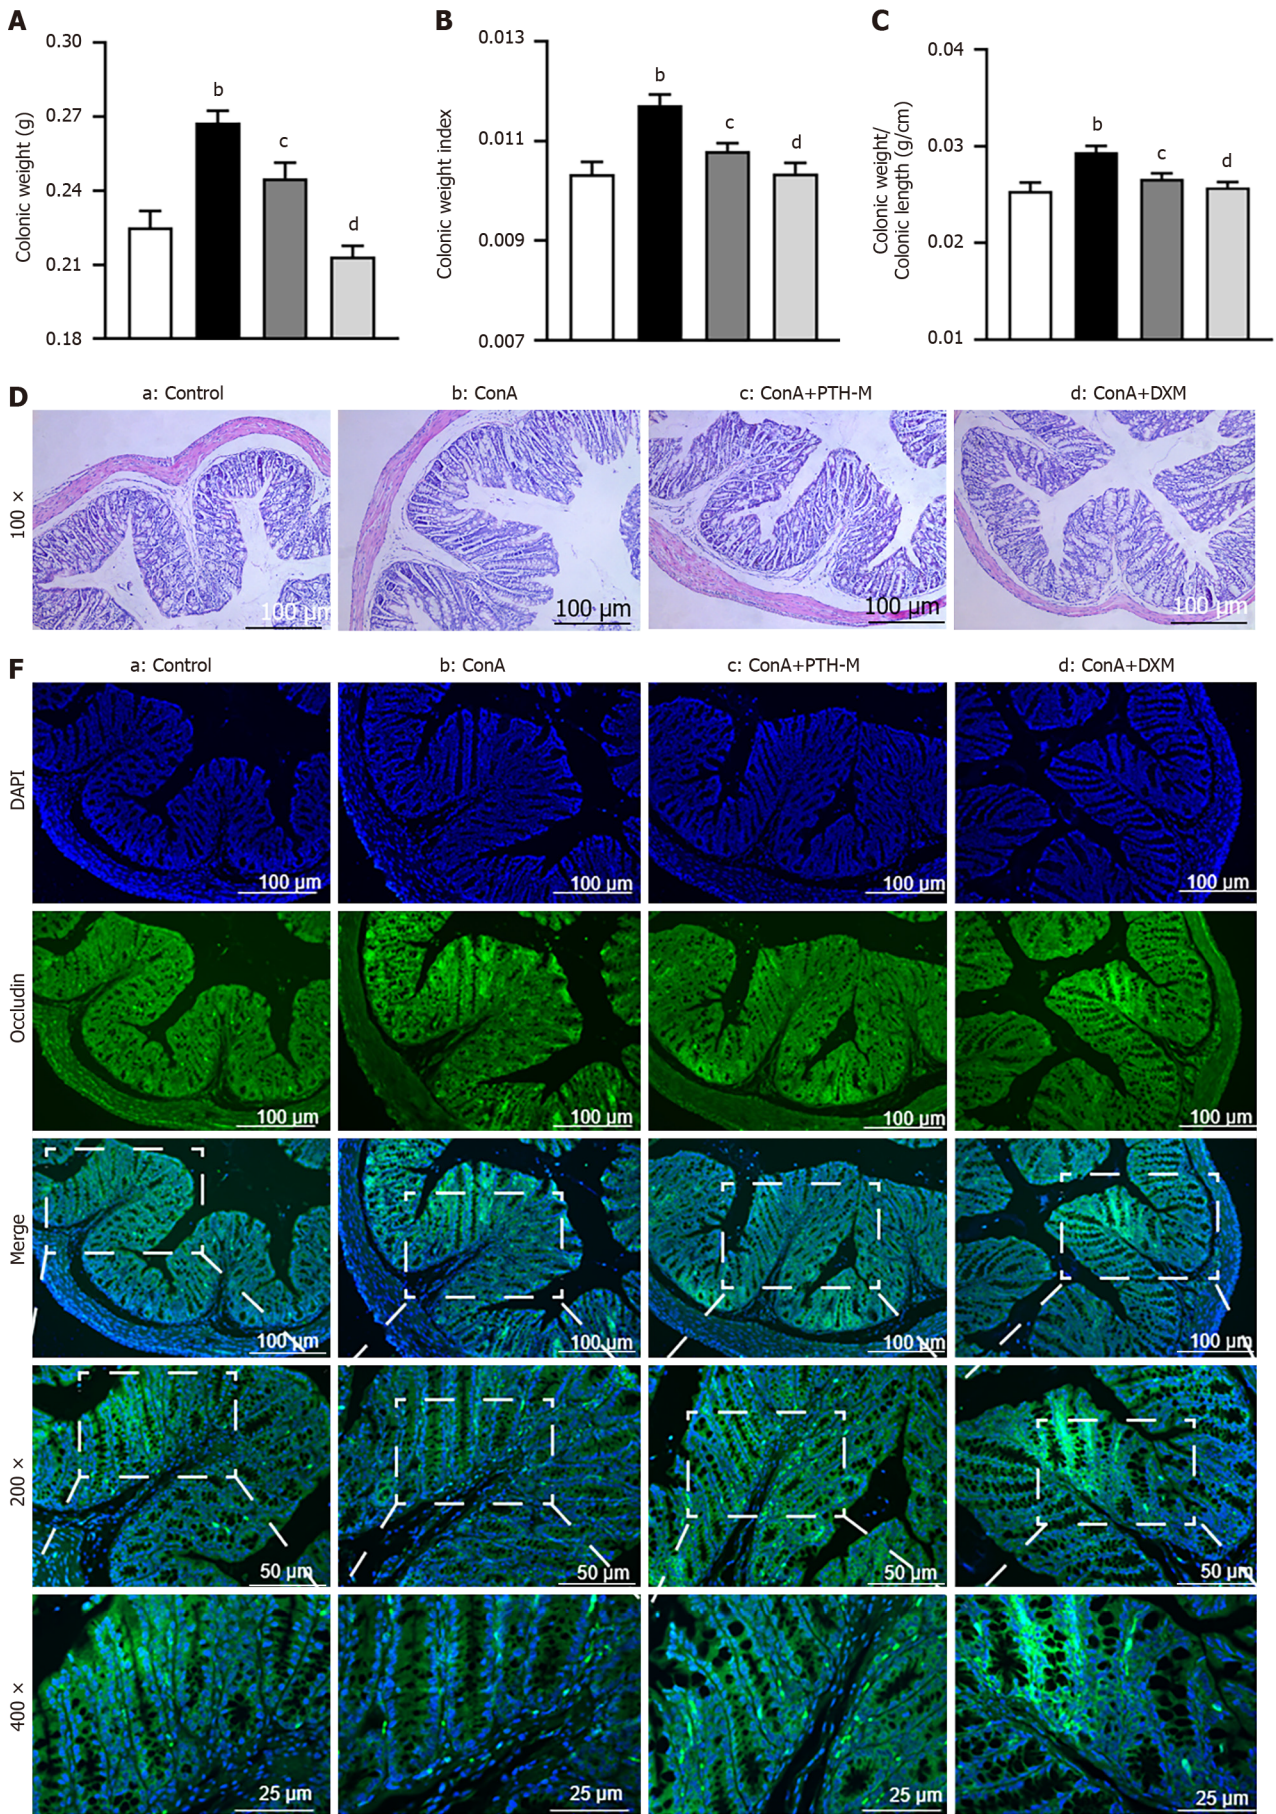 A
B
C
0.30
0.27
0.24
0.21
0.18
Colonic weight (g)
b
c
d
0.013
0.011
0.009
0.007
Colonic weight index
b
c
d
0.04
0.03
0.02
0.01
Colonic weight/
Colonic length (g/cm)
b
c
d
D
a: Control
b: ConA
c: ConA+PTH-M
d: ConA+DXM
100 ×
100 µm
100 µm
100 µm
100 µm
F
a: Control
b: ConA
c: ConA+PTH-M
d: ConA+DXM
DAPI
100 µm
100 µm
100 µm
100 µm
Occludin
100 µm
100 µm
100 µm
100 µm
Merge
100 µm
100 µm
100 µm
100 µm
200 ×
50 µm
50 µm
50 µm
50 µm
400 ×
25 µm
25 µm
25 µm
25 µm